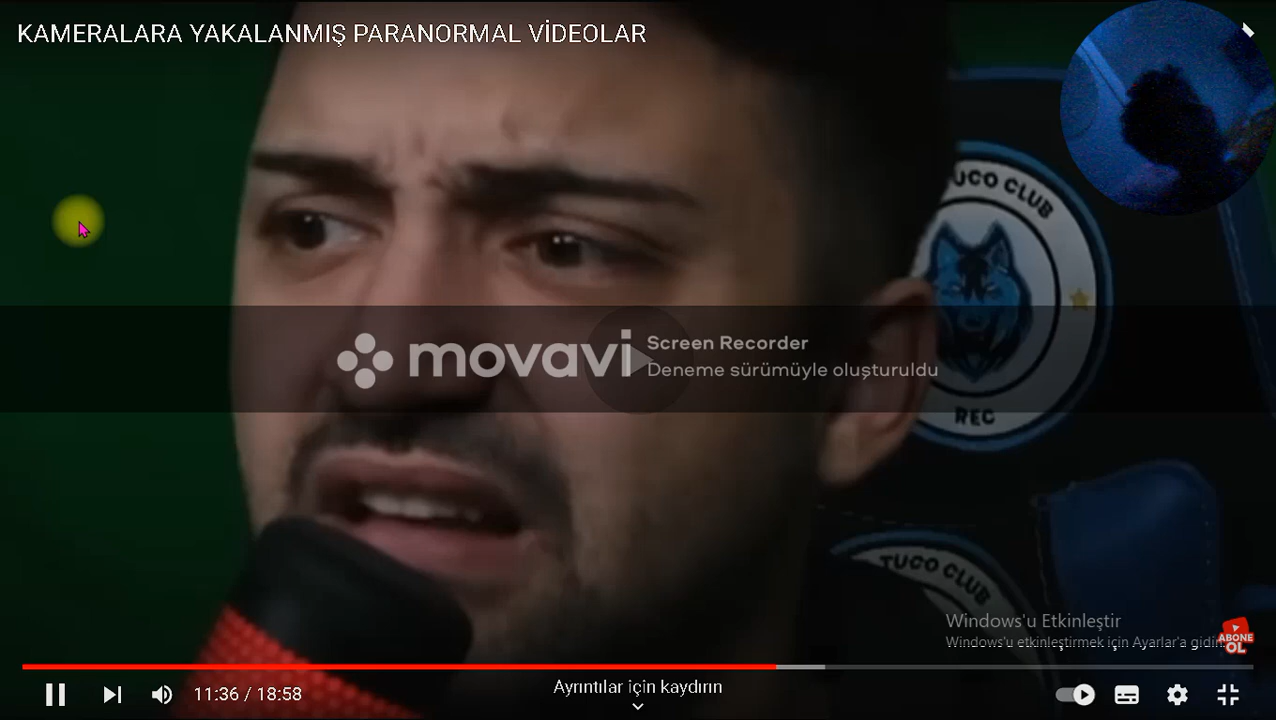 KAMERALARA YAKALANMIŞ PARANORMAL VİDEOLAR
UCO CLUB
movavi
Screen Recorder
Deneme sürümüyle oluşturuldu
REC
TUCO CLUB
Windows'u Etkinleştir
Windows'u etkinleştirmek için Ayarlar'a gidin
ABONE
OL
11:36 / 18:58
Ayrıntılar için kaydırın